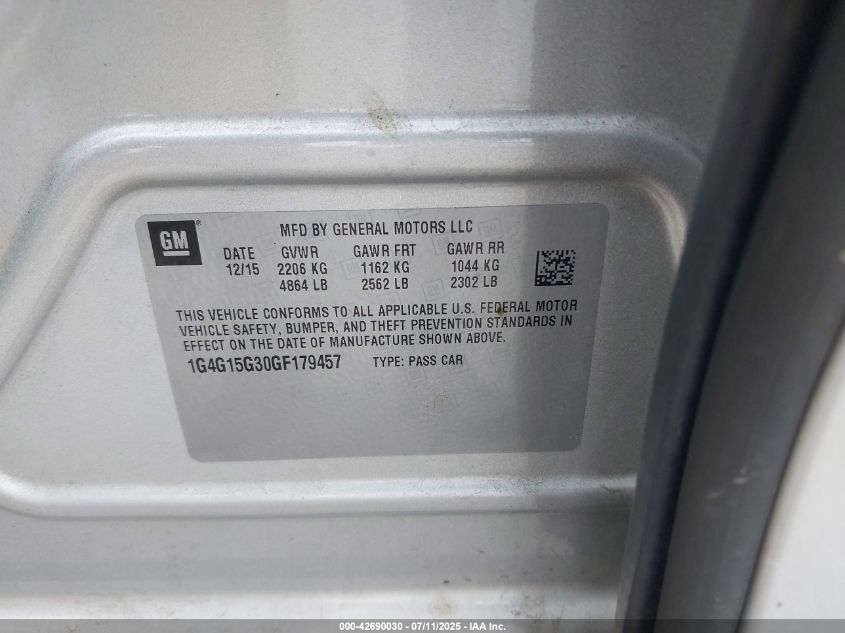 GM ®
MFD BY GENERAL MOTORS LLC
DATE GVWR GAWR FRT GAWR RR
12/15 2206 KG 1162 KG 1044 KG
4864 LB 2562 LB 2302 LB
THIS VEHICLE CONFORMS TO ALL APPLICABLE U.S. FEDERAL MOTOR
VEHICLE SAFETY, BUMPER, AND THEFT PREVENTION STANDARDS IN
EFFECT ON THE DATE OF MANUFACTURE SHOWN ABOVE.
1G4G15G30GF179457 TYPE: PASS CAR
000-42690030 - 07/11/2025 - IAA Inc.